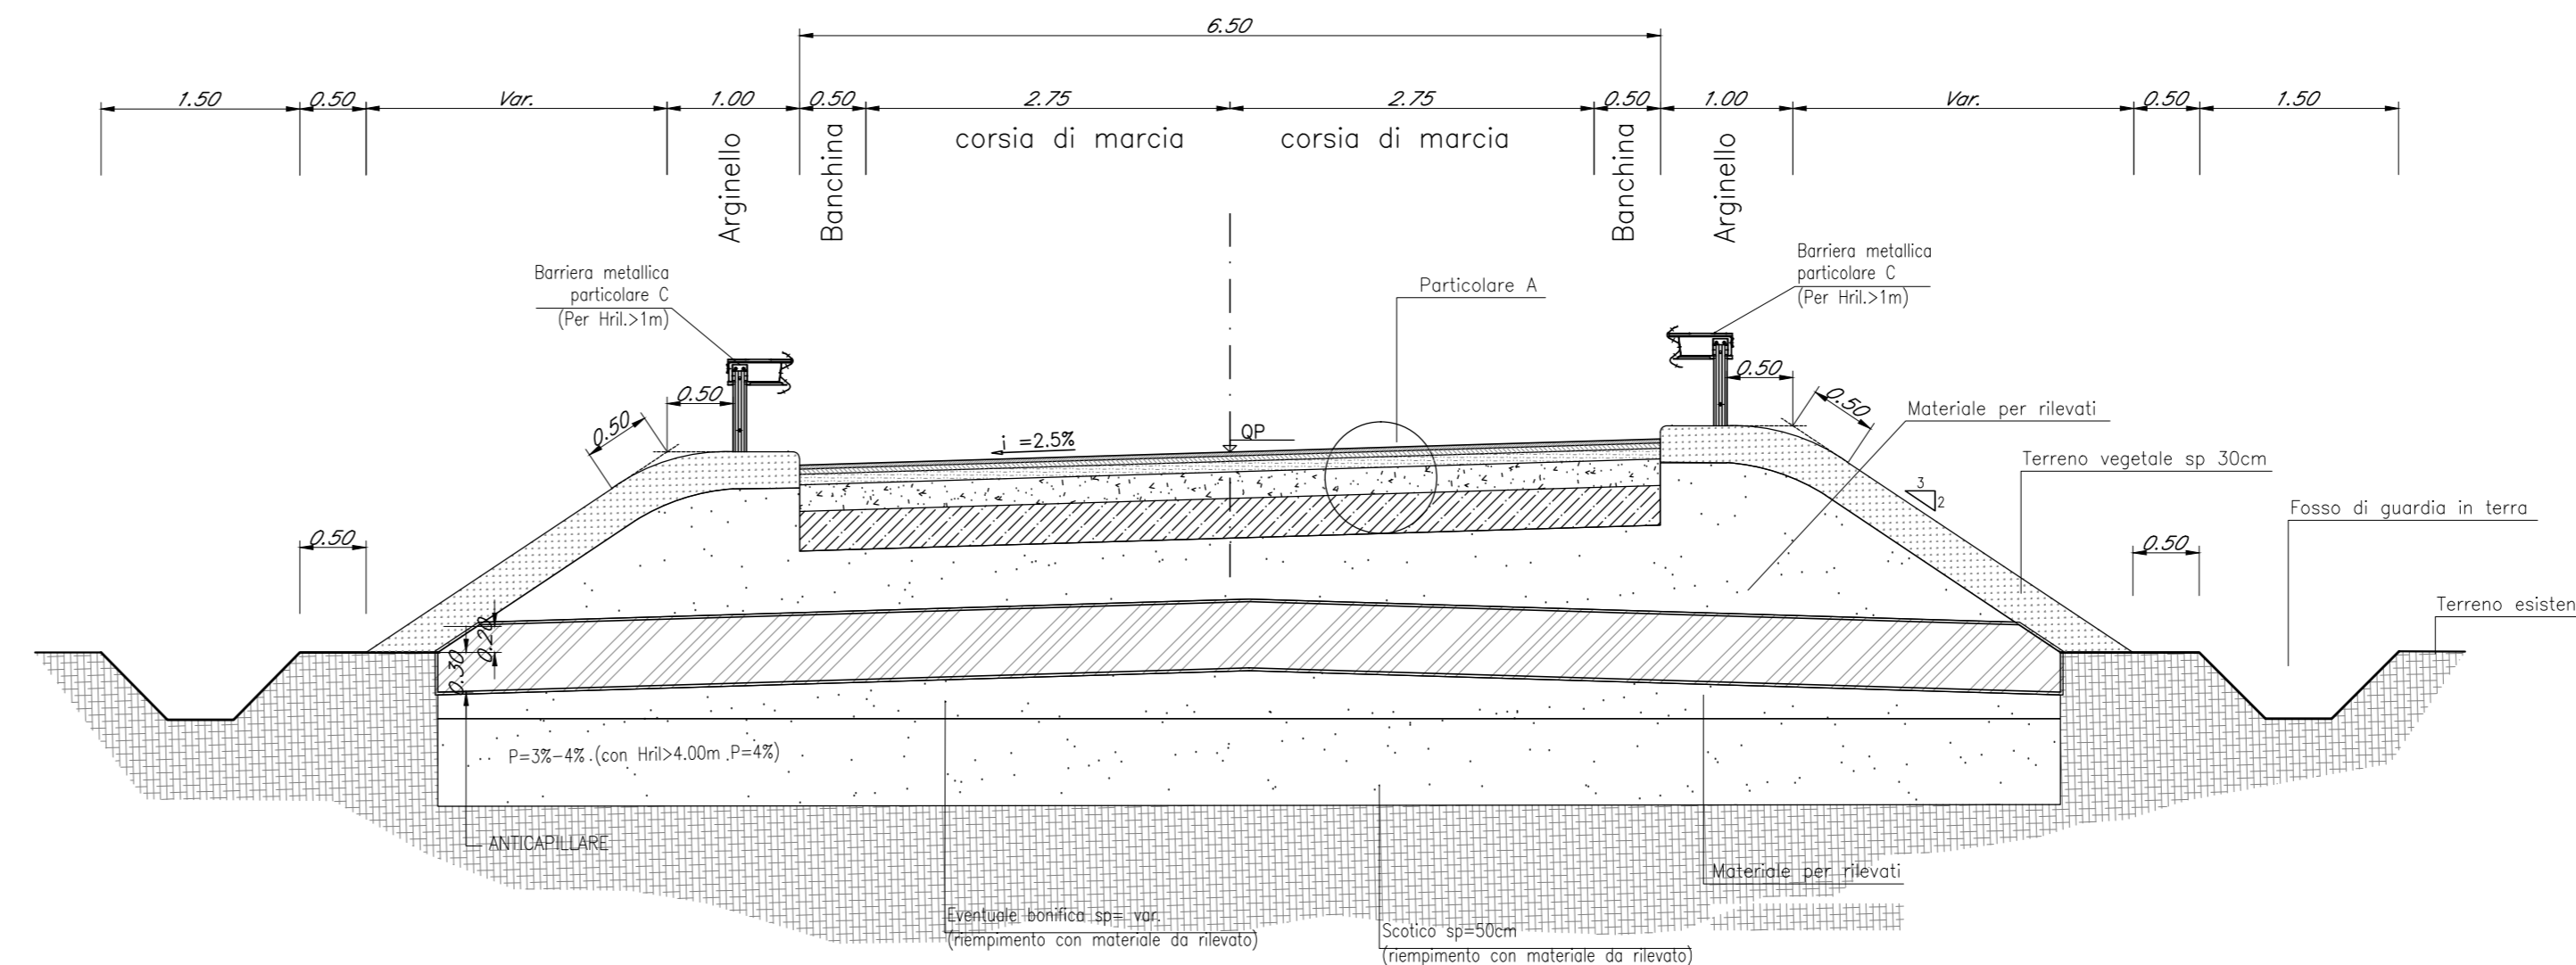 6.50
1.50 0.50 Var. 1.00 0.50 2.75 2.75 0.50 1.00 Var. 0.50 1.50
Arginello
Banchina
corsia di marcia
corsia di marcia
Banchina
Arginello
Barriera metallica
particolare C
(Per Hril.>1m)
Particolare A
Barriera metallica
particolare C
(Per Hril.>1m)
0.50
0.50
0.50
0.50
i =2.5%
QP
Materiale per rilevati
Terreno vegetale sp 30cm
3
2
Fosso di guardia in terra
0.50
0.50
Terreno esisten
0.20
0.30
P=3%-4% (con Hril>4.00m P=4%)
ANTICAPILLARE
Materiale per rilevati
Eventuale bonifica sp= var.
(riempimento con materiale da rilevato)
Scotico sp=50cm
(riempimento con materiale da rilevato)